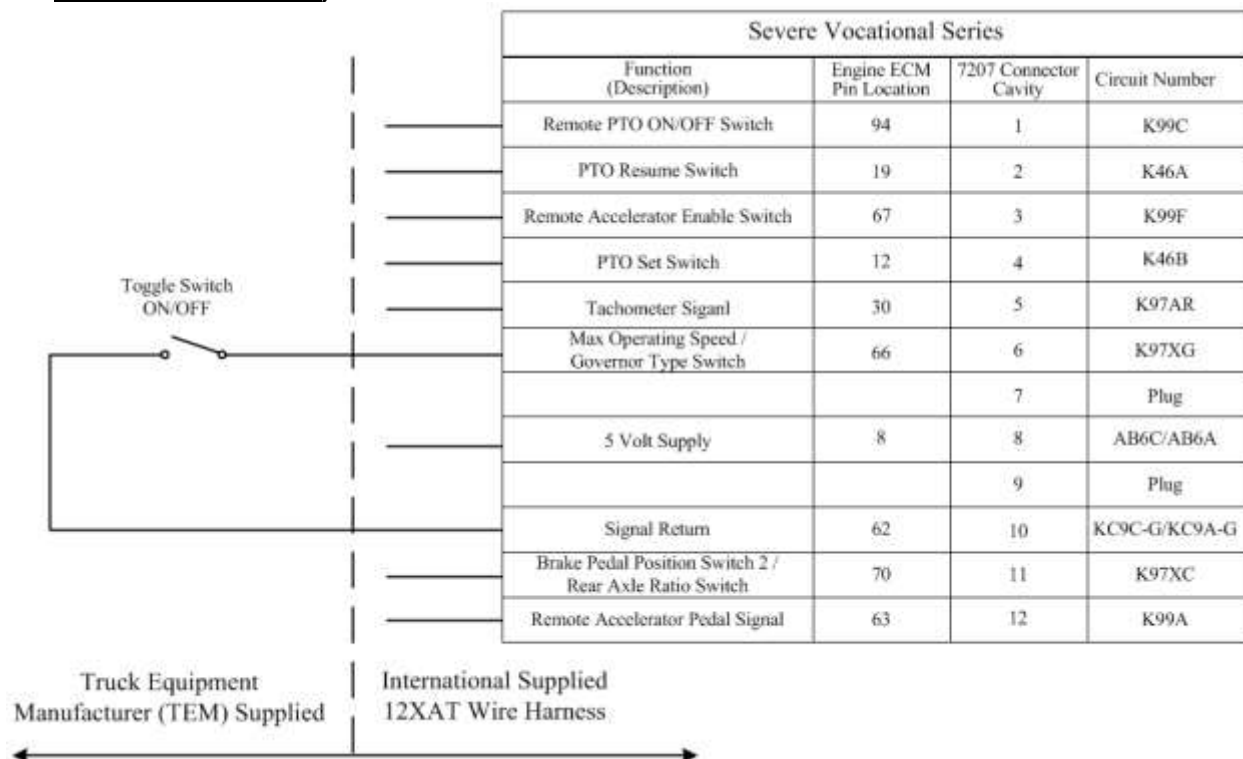 Severe Vocational Series
Function
(Description)
Engine ECM
Pin Location
7207 Connector
Cavity
Circuit Number
Remote PTO ON/OFF Switch 94 1 K99C
PTO Resume Switch 19 2 K46A
Remote Accelerator Enable Switch 67 3 K99F
PTO Set Switch 12 4 K46B
Toggle Switch
ON/OFF
Tachometer Siganl 30 5 K97AR
Max Operating Speed /
Governor Type Switch 66 6 K97XG
7 Plug
5 Volt Supply 8 8 AB6C/AB6A
9 Plug
Signal Return 62 10 KC9C-G/KC9A-G
Brake Pedal Position Switch 2 /
Rear Axle Ratio Switch 70 11 K97XC
Remote Accelerator Pedal Signal 63 12 K99A
Truck Equipment
Manufacturer (TEM) Supplied
International Supplied
12XAT Wire Harness